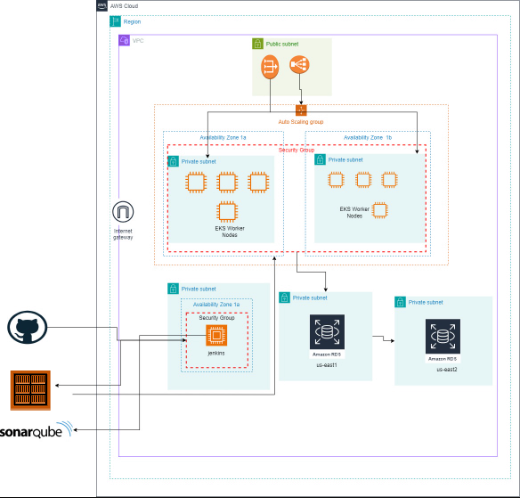 AWS Cloud
Region
VPC
Public subnet
Auto Scaling group
Availability Zone 1a
Availability Zone 1b
Security Group
Private subnet
Private subnet
EKS Worker
Nodes
EKS Worker
Nodes
Internet
gateway
Private subnet
Private subnet
Private subnet
Availability Zone 1a
Security Group
jenkins
Amazon RDS
us-east1
Amazon RDS
us-east2
sonarqube